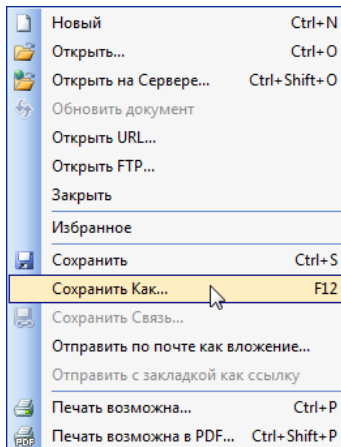 Новый Ctrl+N
Открыть... Ctrl+O
Открыть на Сервере... Ctrl+Shift+O
Обновить документ
Открыть URL...
Открыть FTP...
Закрыть
Избранное
Сохранить Ctrl+S
Сохранить Как... F12
Сохранить Связь...
Отправить по почте как вложение...
Отправить с закладкой как ссылку
Печать возможна... Ctrl+P
Печать возможна в PDF... Ctrl+Shift+P